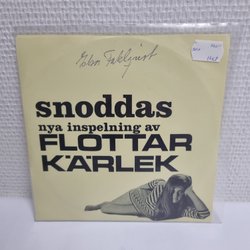 snoddas
nya inspelning av
FLOTTAR
KÄRLEK